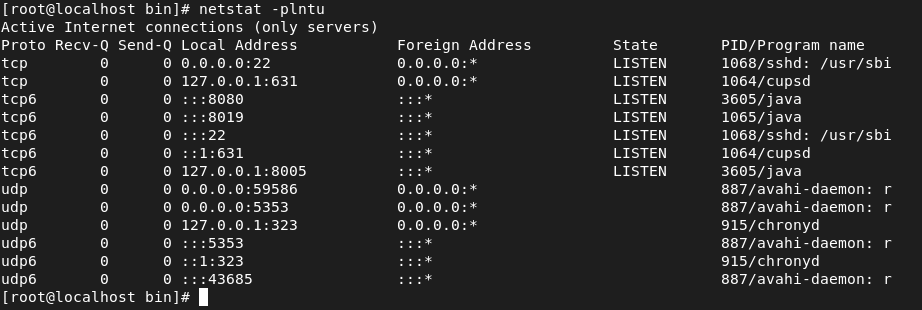 [root@localhost bin]# netstat -plntu
Active Internet connections (only servers)
Proto Recv-Q Send-Q Local Address           Foreign Address         State       PID/Program name
tcp        0      0 0.0.0.0:22              0.0.0.0:*               LISTEN      1068/sshd: /usr/sbi
tcp        0      0 127.0.0.1:631           0.0.0.0:*               LISTEN      1064/cupsd
tcp6       0      0 :::8080                 :::*                    LISTEN      3605/java
tcp6       0      0 :::8019                 :::*                    LISTEN      1065/java
tcp6       0      0 :::22                   :::*                    LISTEN      1068/sshd: /usr/sbi
tcp6       0      0 ::1:631                 :::*                    LISTEN      1064/cupsd
tcp6       0      0 127.0.0.1:8005          :::*                    LISTEN      3605/java
udp        0      0 0.0.0.0:59586           0.0.0.0:*                           887/avahi-daemon: r
udp        0      0 0.0.0.0:5353            0.0.0.0:*                           887/avahi-daemon: r
udp        0      0 127.0.0.1:323           0.0.0.0:*                           915/chronyd
udp6       0      0 :::5353                 :::*                                887/avahi-daemon: r
udp6       0      0 ::1:323                 :::*                                915/chronyd
udp6       0      0 :::43685                :::*                                887/avahi-daemon: r
[root@localhost bin]#